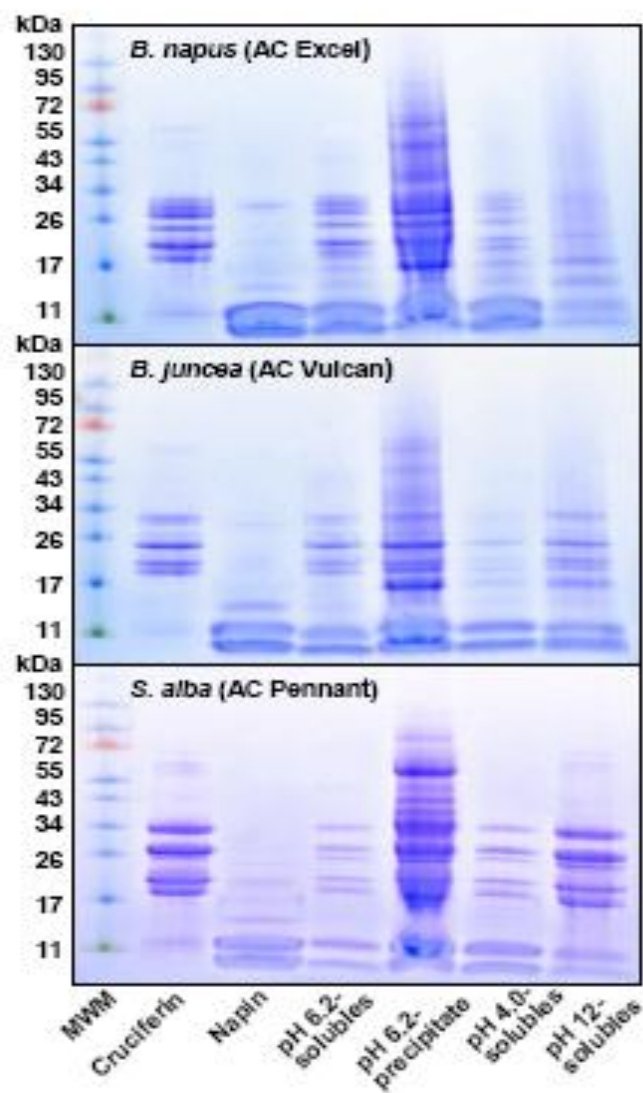 kDa
130
95
72
55
43
34
26
17
11
B. napus (AC Excel)
kDa
130
95
72
55
43
34
26
17
11
B. juncea (AC Vulcan)
kDa
130
95
72
55
43
34
26
17
11
S. alba (AC Pennant)
MWM
Cruciferin
Napin
pH 6.2-
solubles
pH 6.2-
precipitate
pH 4.0-
solubles
pH 12-
solubles